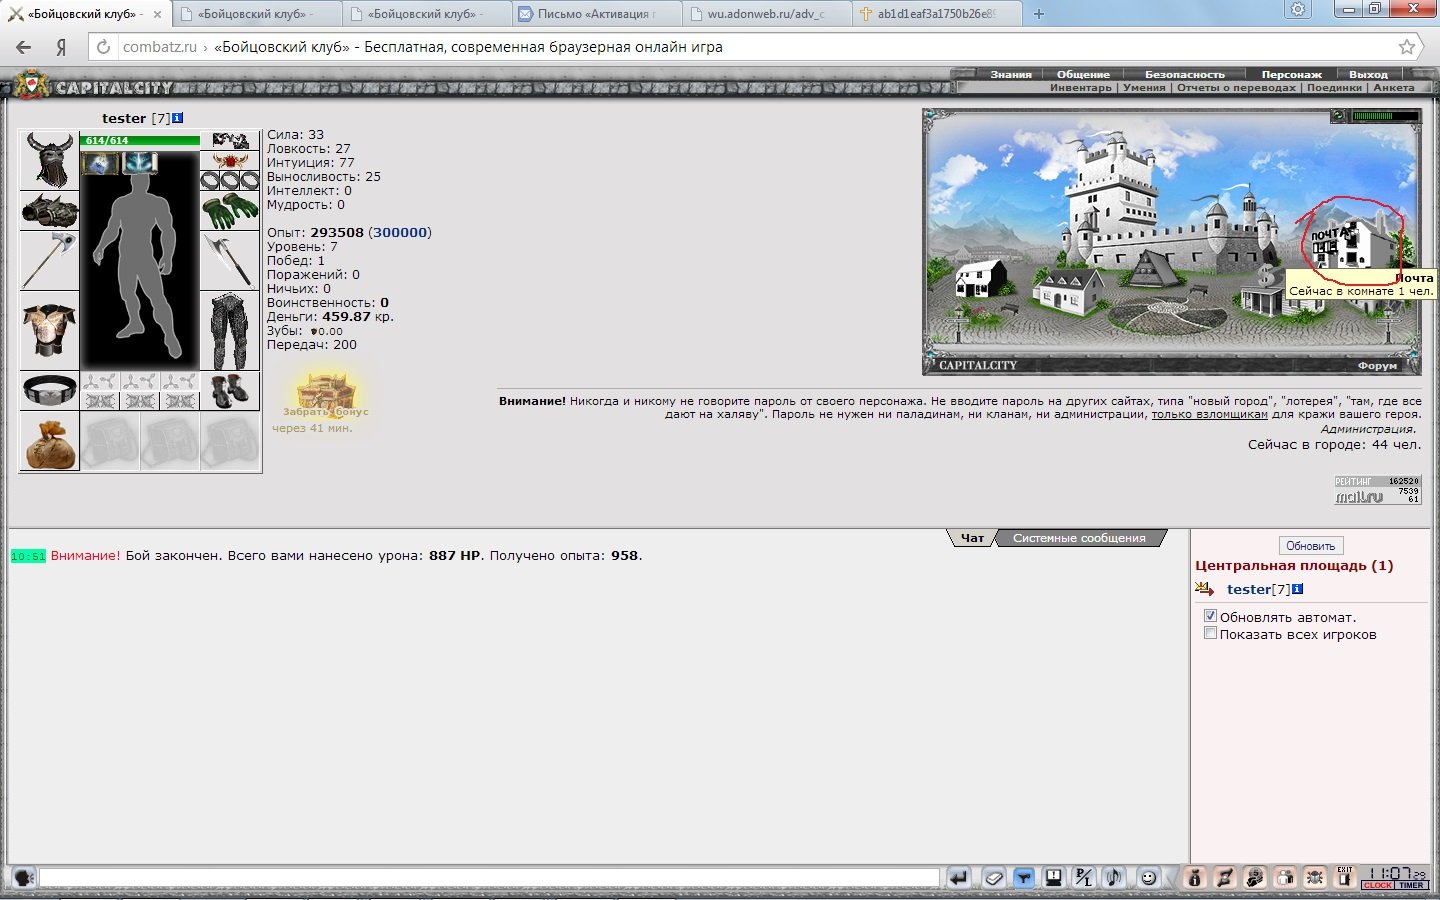 «Бойцовский клуб» -
«Бойцовский клуб» -
«Бойцовский клуб» -
Письмо «Активация
wu.adonweb.ru/adv_c
ab1d1eaf3a1750b26e89
Я
combatz.ru › «Бойцовский клуб» - Бесплатная, современная браузерная онлайн игра
CAPITALCITY
Знания | Общение | Безопасность | Персонаж | Выход
Инвентарь | Умения | Отчеты о переводах | Поединки | Анкета
tester [7]
614/614
Сила: 33
Ловкость: 27
Интуиция: 77
Выносливость: 25
Интеллект: 0
Мудрость: 0
Опыт: 293508 (300000)
Уровень: 7
Побед: 1
Поражений: 0
Ничьих: 0
Воинственность: 0
Деньги: 459.87 кр.
Зубы: 0.00
Передач: 200
Забрать бонус
через 41 мин.
ПОЧТА
$
Почта
Сейчас в комнате 1 чел.
CAPITALCITY
Форум
Внимание! Никогда и никому не говорите пароль от своего персонажа. Не вводите пароль на других сайтах, типа "новый город", "лотерея", "там, где все
дают на халяву". Пароль не нужен ни паладинам, ни кланам, ни администрации, только взломщикам для кражи вашего героя.
Администрация.
Сейчас в городе: 44 чел.
РЕЙТИНГ 162520
mail.ru 7539
61
Чат
Системные сообщения
10:51 Внимание! Бой закончен. Всего вами нанесено урона: 887 HP. Получено опыта: 958.
Обновить
Центральная площадь (1)
tester[7]
Обновлять автомат.
Показать всех игроков
P/L
EXIT
11:07 29
CLOCK TIMER